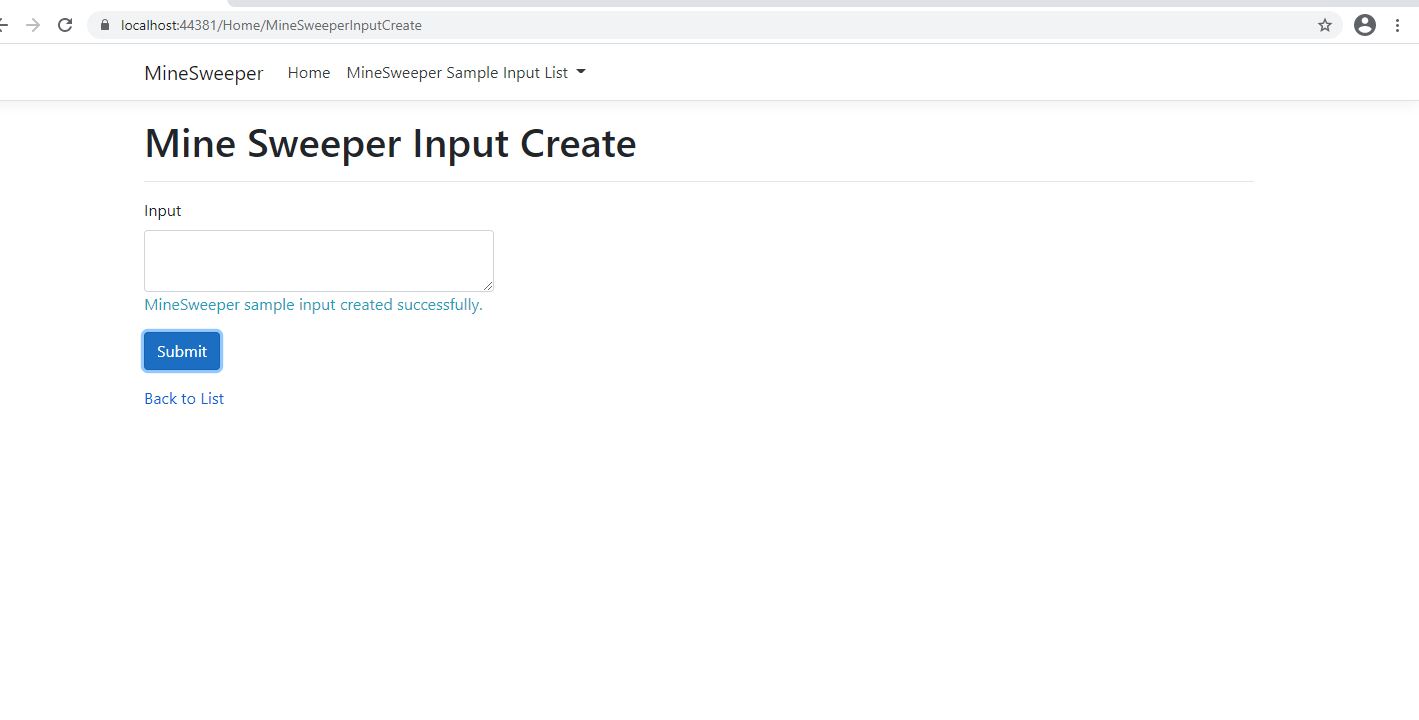 localhost:44381/Home/MineSweeperInputCreate
MineSweeper Home MineSweeper Sample Input List
Mine Sweeper Input Create
Input
MineSweeper sample input created successfully.
Submit
Back to List